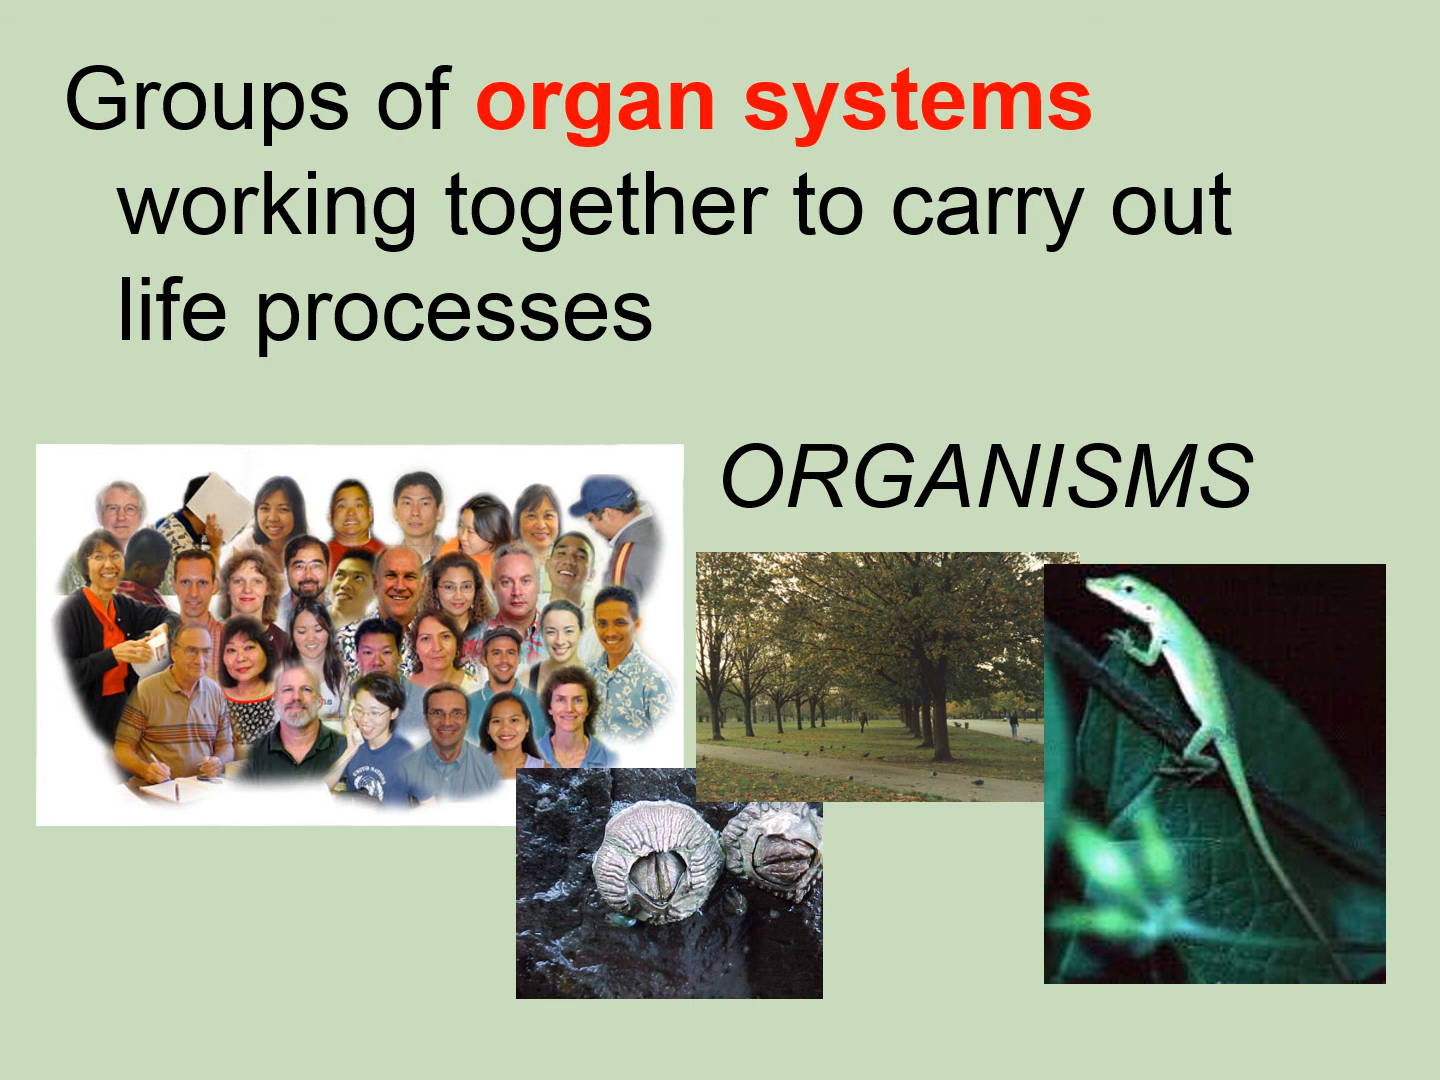 Groups of organ systems
working together to carry out
life processes
ORGANISMS